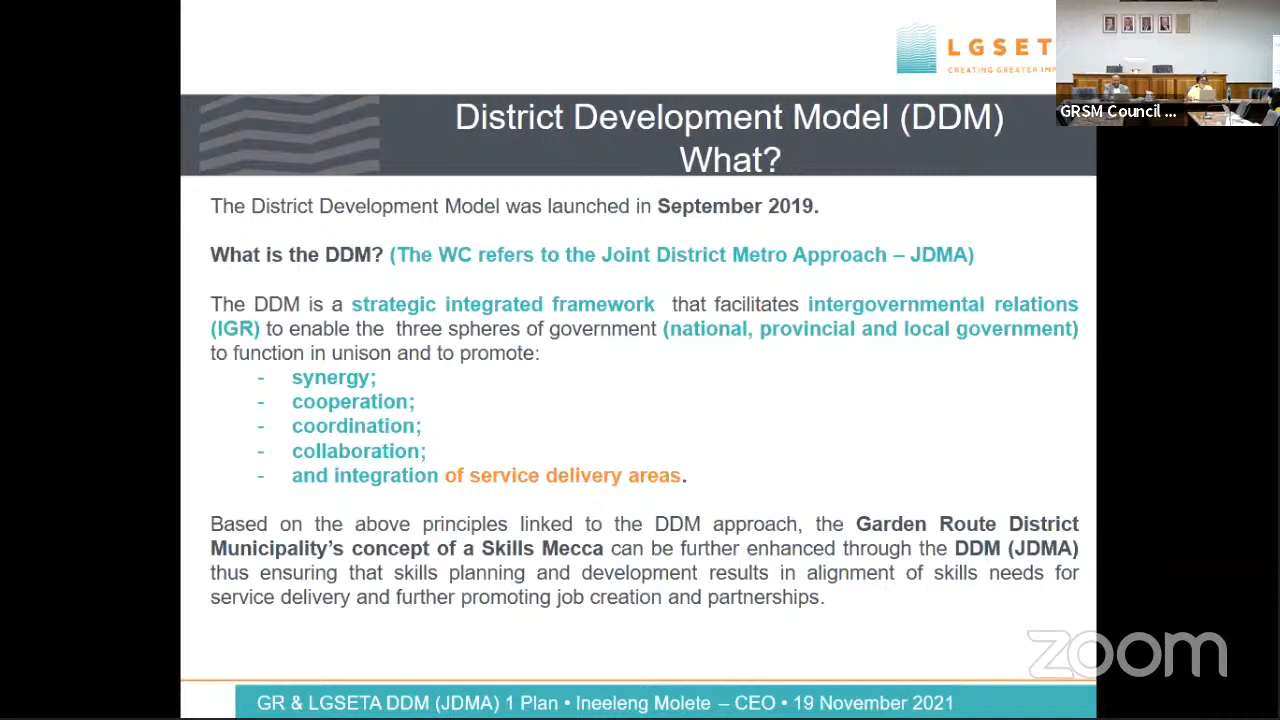 LGSET
CREATING GREATER IMP
GRSM Council ...
District Development Model (DDM)
What?
The District Development Model was launched in September 2019.
What is the DDM? (The WC refers to the Joint District Metro Approach – JDMA)
The DDM is a strategic integrated framework that facilitates intergovernmental relations
(IGR) to enable the three spheres of government (national, provincial and local government)
to function in unison and to promote:
- synergy;
- cooperation;
- coordination;
- collaboration;
- and integration of service delivery areas.
Based on the above principles linked to the DDM approach, the Garden Route District
Municipality's concept of a Skills Mecca can be further enhanced through the DDM (JDMA)
thus ensuring that skills planning and development results in alignment of skills needs for
service delivery and further promoting job creation and partnerships.
zoom
GR & LGSETA DDM (JDMA) 1 Plan • Ineeleng Molete – CEO • 19 November 2021